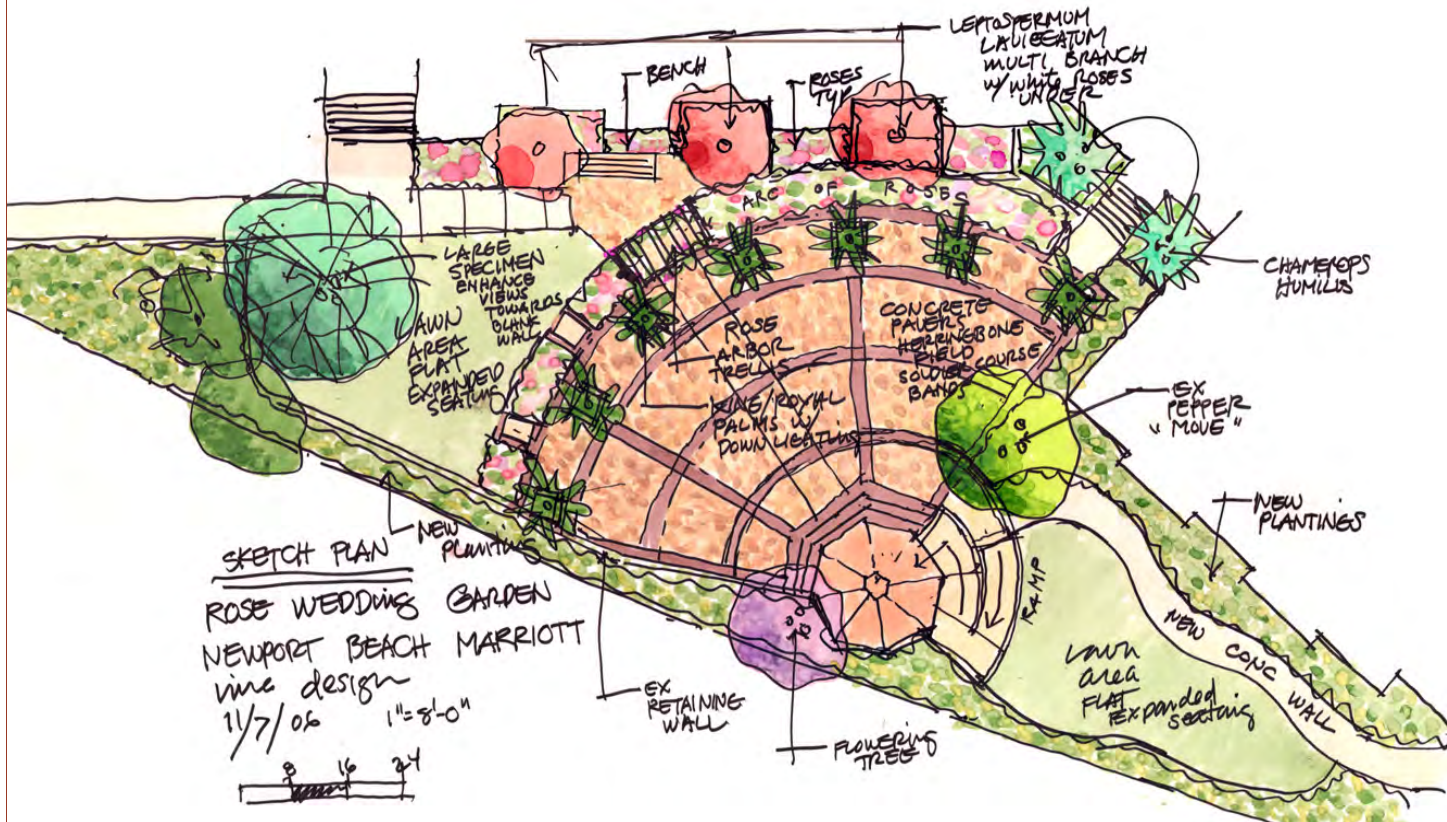 LEPTOSPERMUM
LAVIGEATUM
MULTI BRANCH
W/ WHITE ROSES
UNDER
BENCH
ROSES
TYP
ARC OF ROSES
CHAMEROPS
HUMILIS
LARGE
SPECIMEN
ENHANCE
VIEWS
TOWARDS
BLANK
WALL
LAWN
AREA
FLAT
EXPANDED
SEATING
ROSE
ARBOR
TRELLIS
CONCRETE
PAVERS
HERRINGBONE
FIELD
SOLDIER COURSE
BANDS
KING/ROYAL
PALMS W/
DOWN LIGHTING
EX
PEPPER
"MOVE"
NEW
PLANTINGS
NEW
PLANTINGS
SKETCH PLAN
ROSE WEDDING GARDEN
NEWPORT BEACH MARRIOTT
vine design
11/7/06 1"=8'-0"
8 16 24
EX
RETAINING
WALL
FLOWERING
TREE
RAMP
Lawn
area
FLAT
Expanded
seating
NEW CONC WALL